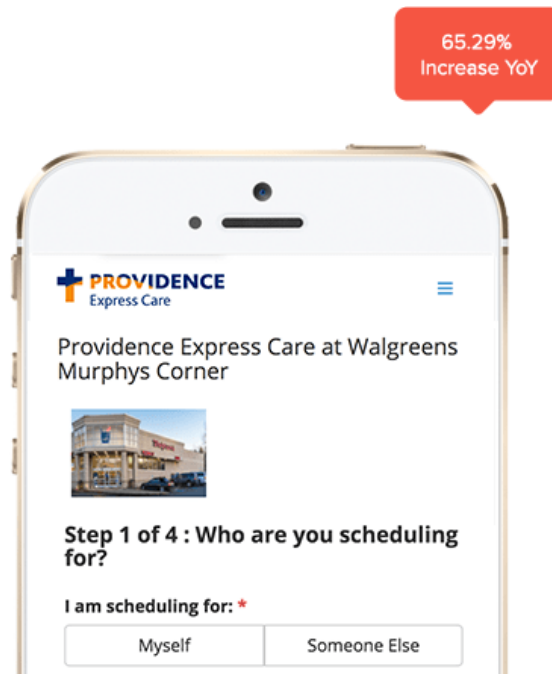 65.29%
Increase YoY
PROVIDENCE
Express Care
Providence Express Care at Walgreens
Murphys Corner
Walgreens
Step 1 of 4 : Who are you scheduling
for?
I am scheduling for: *
Myself
Someone Else